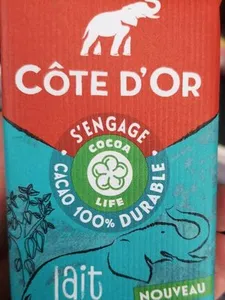 CÔTE D'OR
S'ENGAGE
COCOA
LIFE
CACAO 100% DURABLE
lait
NOUVEAU